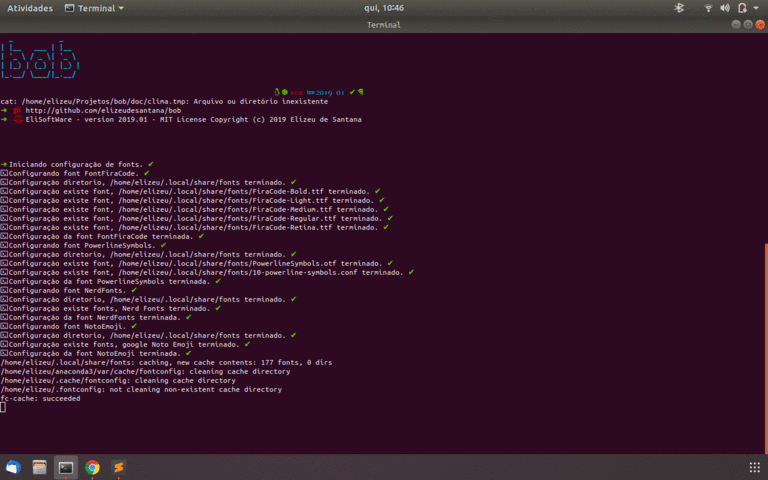 Atividades
Terminal
qui, 10:46
Terminal
bob
2019 01
cat: /home/elizeu/Projetos/bob/doc/clima.tmp: Arquivo ou diretório inexistente
http://github.com/elizeudesantana/bob
EliSoftWare - version 2019.01 - MIT License Copyright (c) 2019 Elizeu de Santana
Iniciando configuração de fonts. ✔
Configurando font FontFiraCode. ✔
Configuração diretorio, /home/elizeu/.local/share/fonts terminado. ✔
Configuração existe font, /home/elizeu/.local/share/fonts/FiraCode-Bold.ttf terminado. ✔
Configuração existe font, /home/elizeu/.local/share/fonts/FiraCode-Light.ttf terminado. ✔
Configuração existe font, /home/elizeu/.local/share/fonts/FiraCode-Medium.ttf terminado. ✔
Configuração existe font, /home/elizeu/.local/share/fonts/FiraCode-Regular.ttf terminado. ✔
Configuração existe font, /home/elizeu/.local/share/fonts/FiraCode-Retina.ttf terminado. ✔
Configuração da font FontFiraCode terminada. ✔
Configurando font PowerlineSymbols. ✔
Configuração diretorio, /home/elizeu/.local/share/fonts terminado. ✔
Configuração existe font, /home/elizeu/.local/share/fonts/PowerlineSymbols.otf terminado. ✔
Configuração existe font, /home/elizeu/.local/share/fonts/10-powerline-symbols.conf terminado. ✔
Configuração da font PowerlineSymbols terminada ✔
Configurando font NerdFonts. ✔
Configuração diretorio, /home/elizeu/.local/share/fonts terminado. ✔
Configuração existe fonts, Nerd Fonts terminado. ✔
Configuração da font NerdFonts terminada. ✔
Configurando font NotoEmoji. ✔
Configuração diretorio, /home/elizeu/.local/share/fonts terminado. ✔
Configuração existe fonts, google Noto Emoji terminado. ✔
Configuração da font NotoEmoji terminada. ✔
/home/elizeu/.local/share/fonts: caching, new cache contents: 177 fonts, 0 dirs
/home/elizeu/anaconda3/var/cache/fontconfig: cleaning cache directory
/home/elizeu/.cache/fontconfig: cleaning cache directory
/home/elizeu/.fontconfig: not cleaning non-existent cache directory
fc-cache: succeeded